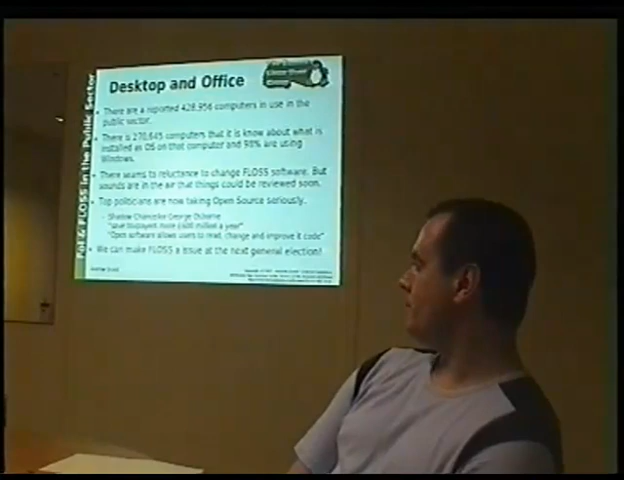 Desktop and Office
FoI & FLOSS in the Public Sector
There are a reported 428,956 computers in use in the
public sector.
There is 270,645 computers that it is know about what is
installed as OS on that computer and 98% are using
Windows.
There seems to reluctance to change FLOSS software. But
sounds are in the air that things could be reviewed soon.
Top politicians are now taking Open Source seriously.
Shadow Chancellor George Osborne
"save taxpayers more £600 million a year"
"Open software allows users to read, change and improve it code"
We can make FLOSS a issue at the next general election!